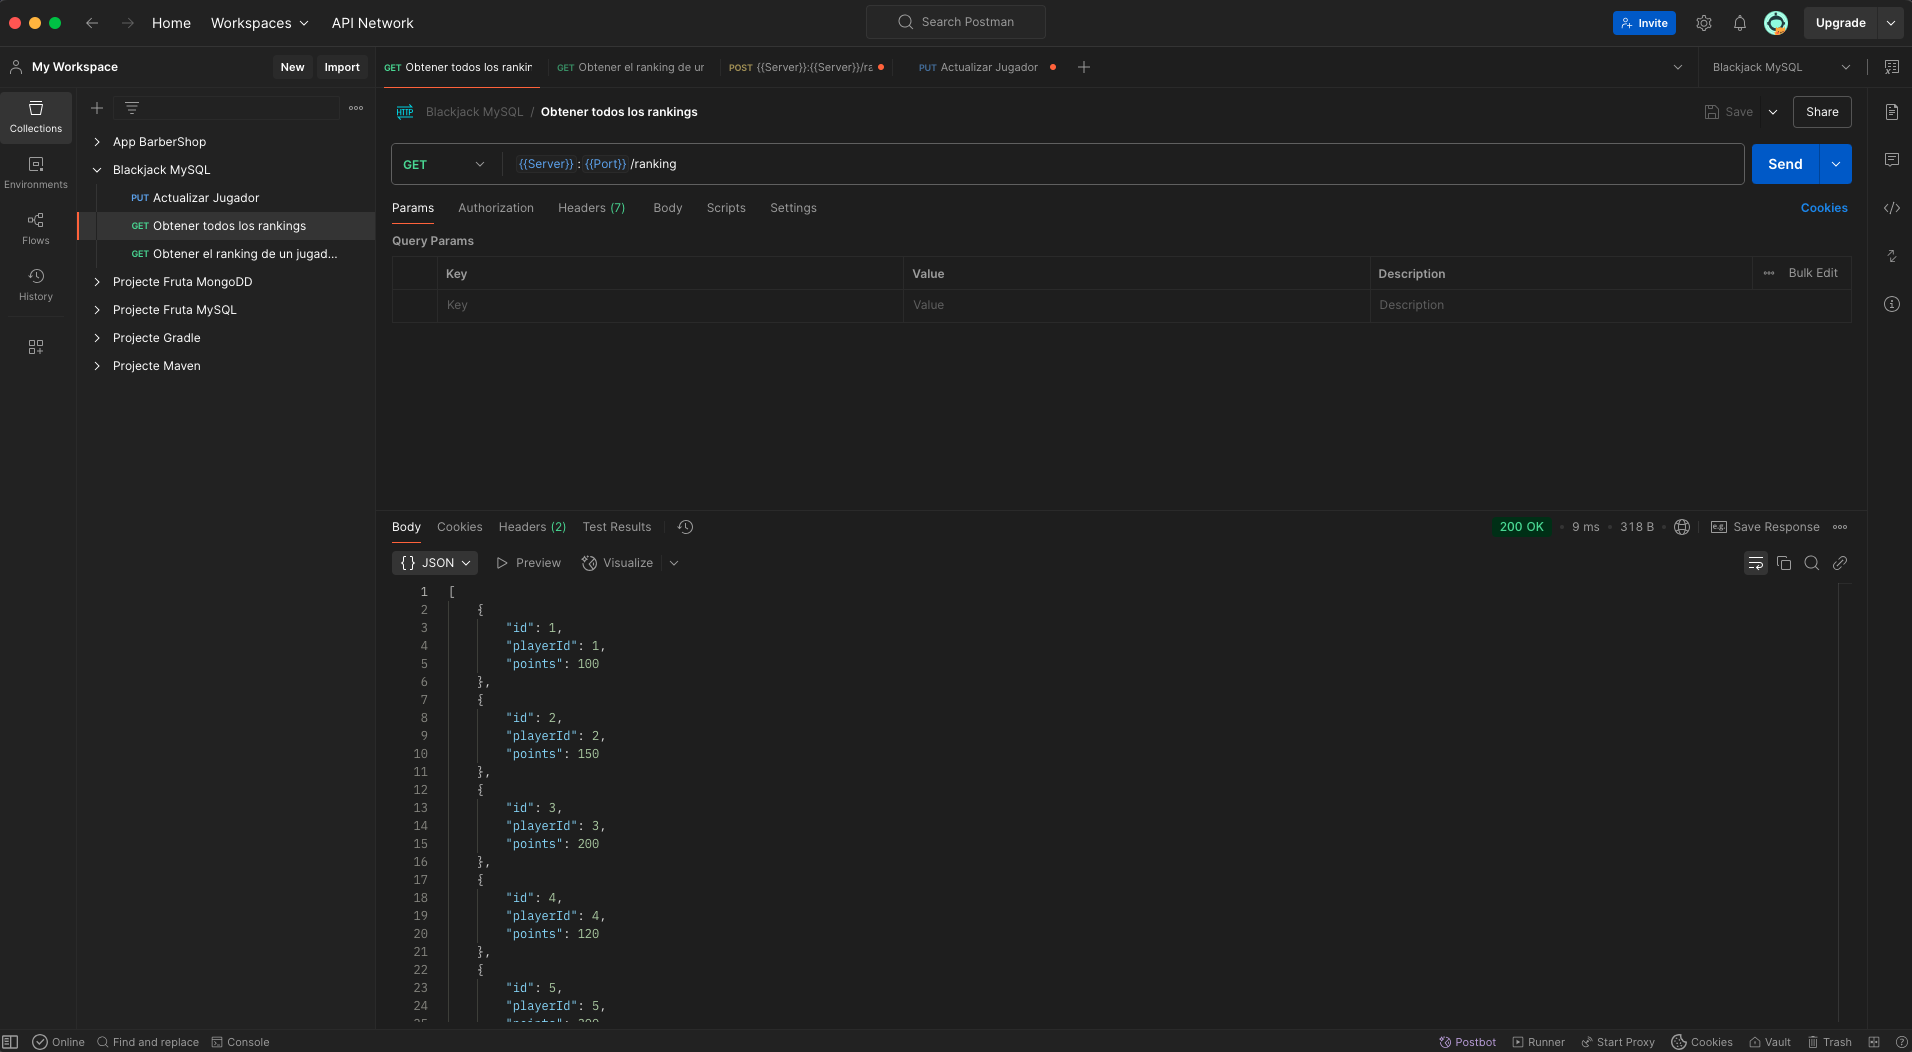 Home Workspaces API Network Search Postman Invite Upgrade
My Workspace New Import
GET Obtener todos los rankin GET Obtener el ranking de ur POST {{Server}}:{{Server}}/ra PUT Actualizar Jugador Blackjack MySQL
Collections
Environments
Flows
History
App BarberShop
Blackjack MySQL
PUT Actualizar Jugador
GET Obtener todos los rankings
GET Obtener el ranking de un jugad...
Projecte Fruta MongoDD
Projecte Fruta MySQL
Projecte Gradle
Projecte Maven
HTTP Blackjack MySQL / Obtener todos los rankings Save Share
GET {{Server}} : {{Port}} /ranking Send
Params Authorization Headers (7) Body Scripts Settings Cookies
Query Params
Key Value Description Bulk Edit
Key Value Description
Body Cookies Headers (2) Test Results 200 OK 9 ms 318 B e.g. Save Response
{} JSON Preview Visualize
1 [
2 {
3 "id": 1,
4 "playerId": 1,
5 "points": 100
6 },
7 {
8 "id": 2,
9 "playerId": 2,
10 "points": 150
11 },
12 {
13 "id": 3,
14 "playerId": 3,
15 "points": 200
16 },
17 {
18 "id": 4,
19 "playerId": 4,
20 "points": 120
21 },
22 {
23 "id": 5,
24 "playerId": 5,
Online Find and replace Console Postbot Runner Start Proxy Cookies Vault Trash